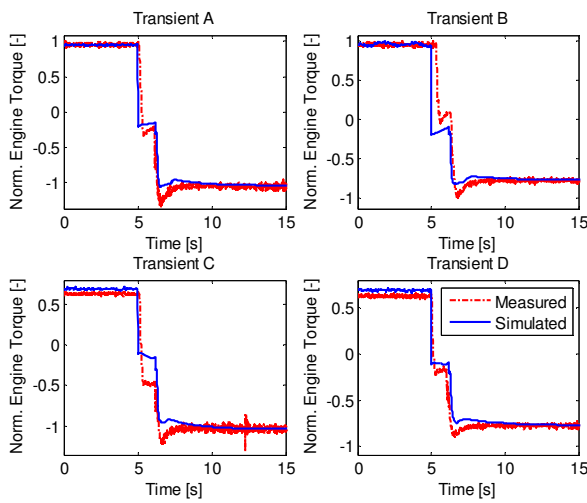 Transient A
Transient B
Norm. Engine Torque [-]
1
0.5
0
-0.5
-1
0
5
10
15
Time [s]
Norm. Engine Torque [-]
1
0.5
0
-0.5
-1
0
5
10
15
Time [s]
Transient C
Transient D
Norm. Engine Torque [-]
0.5
0
-0.5
-1
0
5
10
15
Time [s]
Norm. Engine Torque [-]
0.5
0
-0.5
-1
0
5
10
15
Time [s]
Measured
Simulated